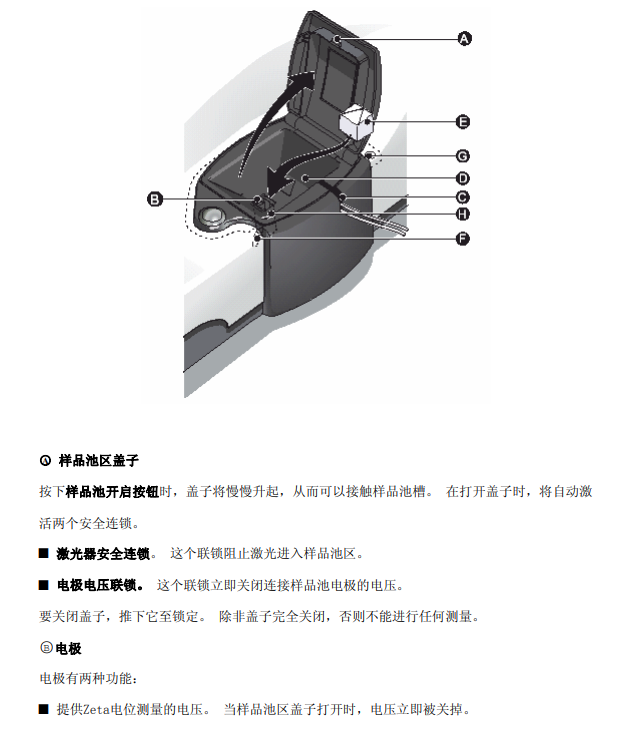 A
E
G
D
B
C
H
F
Ⓐ 样品池区盖子
按下样品池开启按钮时，盖子将慢慢升起，从而可以接触样品池槽。 在打开盖子时，将自动激
活两个安全连锁。
■ 激光器安全连锁。 这个联锁阻止激光进入样品池区。
■ 电极电压联锁。 这个联锁立即关闭连接样品池电极的电压。
要关闭盖子，推下它至锁定。 除非盖子完全关闭，否则不能进行任何测量。
Ⓑ电极
电极有两种功能：
■ 提供Zeta电位测量的电压。 当样品池区盖子打开时，电压立即被关掉。